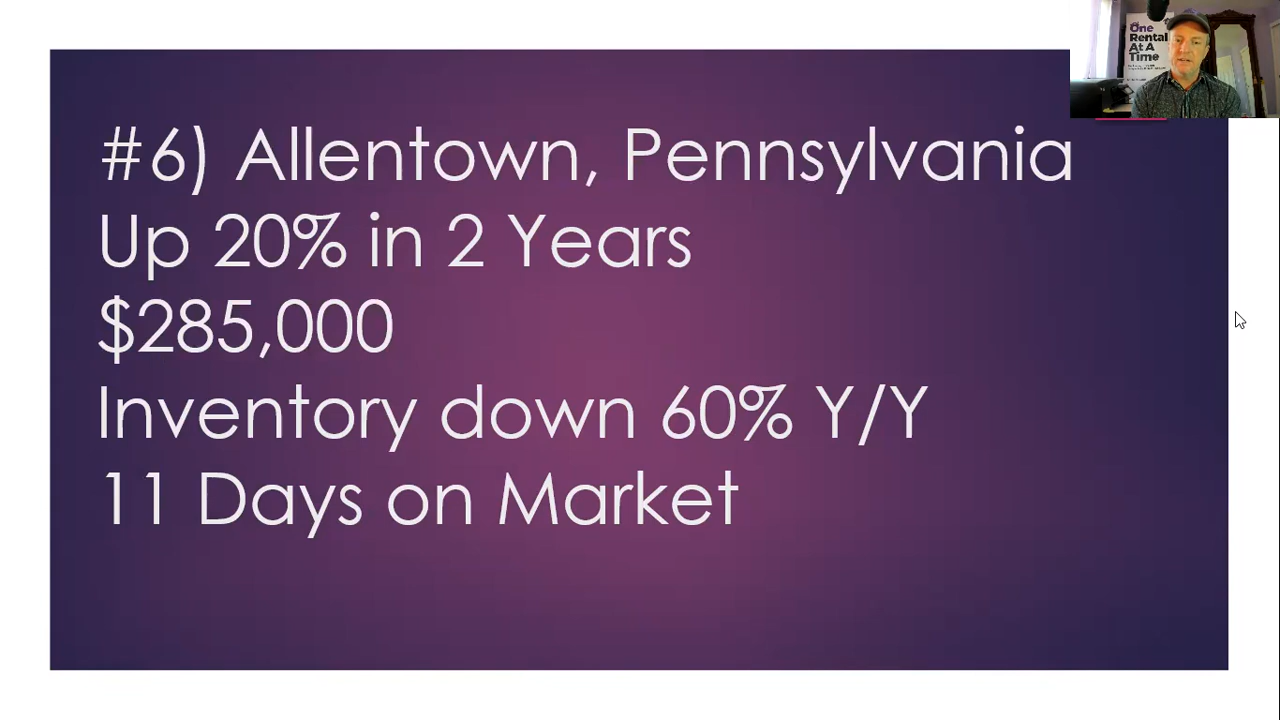 #6) Allentown, Pennsylvania
Up 20% in 2 Years
$285,000
Inventory down 60% Y/Y
11 Days on Market
One
Rental
At A
Time